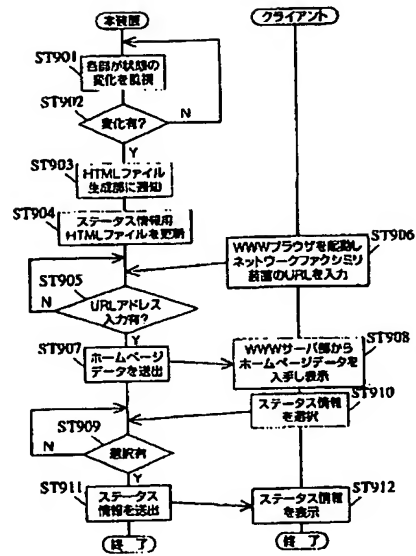 本装置
クライアント
ST901
各部が状態の
変化を監視
ST902
変化有?
N
Y
ST903
HTMLファイル
生成部に通知
ST904
ステータス情報用
HTMLファイルを更新
ST906
WWWブラウザを起動し
ネットワークファクシミリ
装置のURLを入力
ST905
N
URLアドレス
入力有?
Y
ST907
ホームページ
データを送出
ST908
WWWサーバ部から
ホームページデータを
入手し表示
ST910
ステータス情報
を選択
ST909
N
選択有
Y
ST911
ステータス
情報を送出
ST912
ステータス情報
を表示
終了
終了